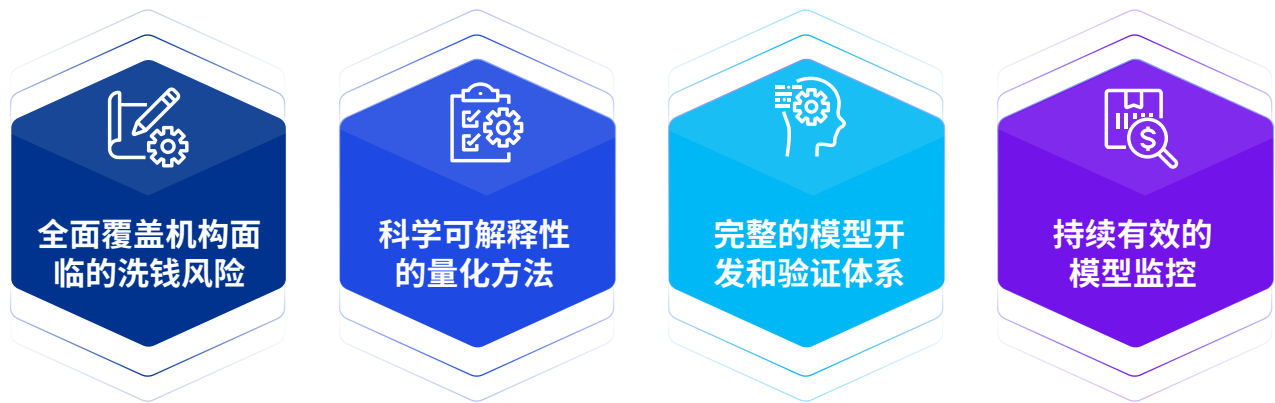 全面覆盖机构面
临的洗钱风险
科学可解释性
的量化方法
完整的模型开
发和验证体系
持续有效的
模型监控